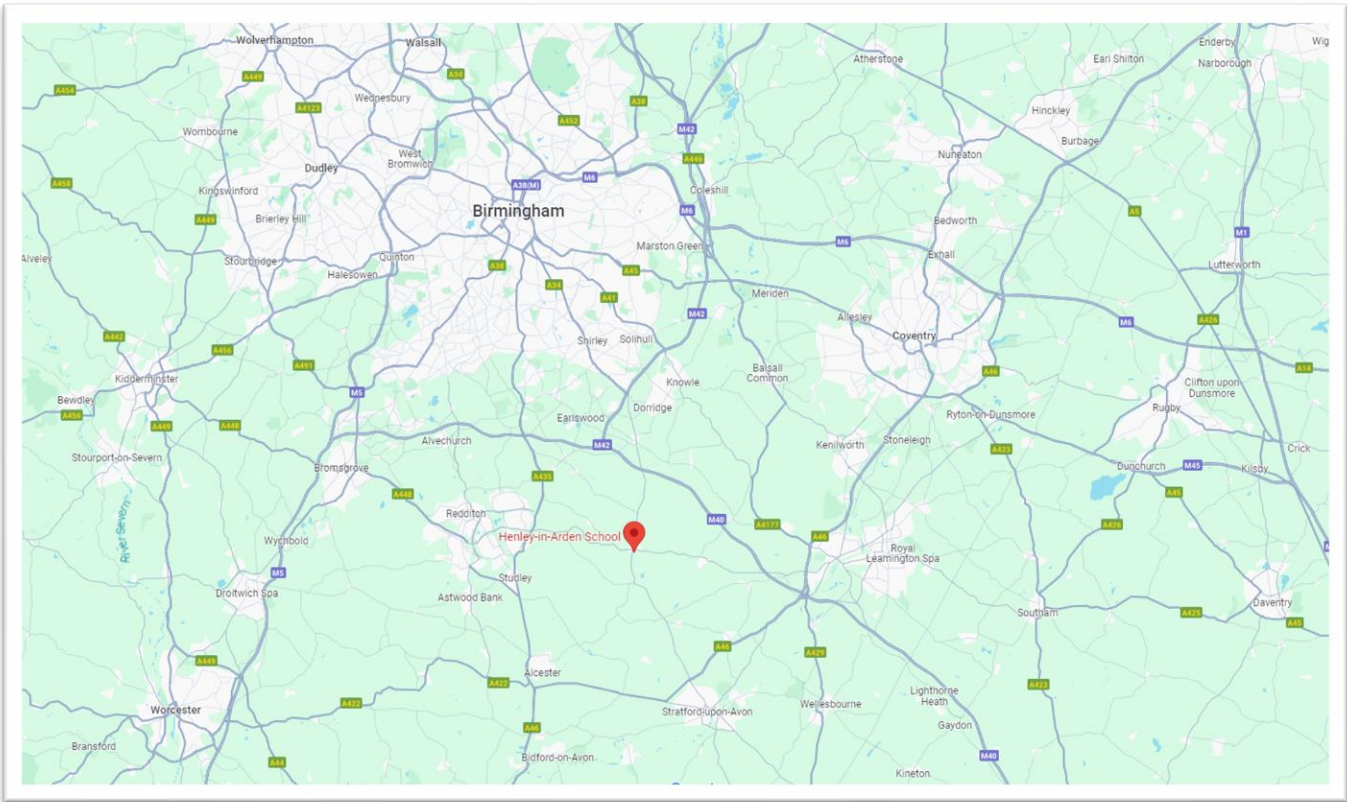 Wolverhampton
Walsall
Enderby
Wig
Narborough
Atherstone
Earl Shilton
A449
A34
A454
Wednesbury
A38
A4123
A452
Hinckley
Wombourne
M42
Burbage
West
Bromwich
Nuneaton
A446
Dudley
M6
A458
A38(M)
Coleshill
Kingswinford
Birmingham
M6
A5
Brierley Hill
A449
Bedworth
M1
M6
Marston Green
Exhall
Alveley
Stourbridge
Quinton
Halesowen
A38
A45
Lutterworth
A34
Meriden
A41
M42
Allesley
M6
A426
A442
Coventry
Shirley
Solihull
A456
A491
Balsall
Common
A14
Kidderminster
Knowle
A46
Clifton upon
Dunsmore
M5
Bewdley
Dorridge
Rugby
A456
Earlswood
Ryton-on-Dunsmore
A449
A448
Alvechurch
M42
Kenilworth
Stoneleigh
A423
Crick
Stourport-on-Severn
Bromsgrove
Dunchurch
M45
Kilsby
A435
A448
A45
River Severn
Redditch
M40
A4177
A426
Henley-in-Arden School
A46
Wychbold
Royal
Leamington Spa
M5
Studley
Droitwich Spa
Astwood Bank
Southam
A425
Daventry
A45
A449
A46
A429
Alcester
A422
A423
A422
Lighthorne
Heath
Worcester
Stratford-upon-Avon
Wellesbourne
A46
Gaydon
Bransford
Bidford-on-Avon
M40
A44
Kineton